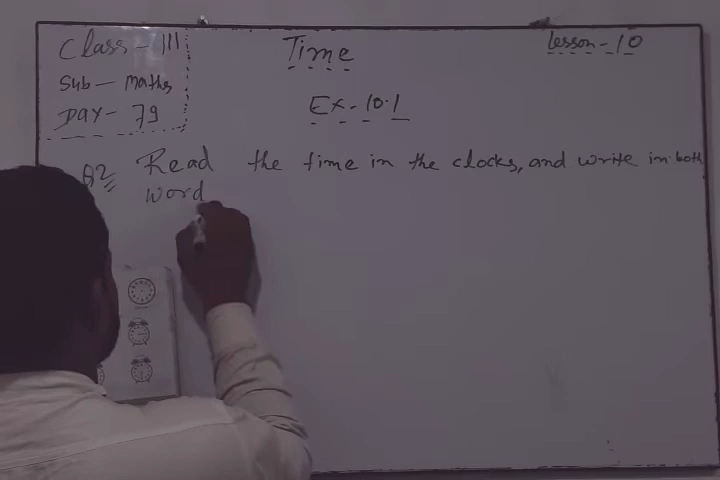 Class - III
Sub - Maths
Day - 79
Time
Lesson - 10
Ex - 10.1
Q2 Read the time in the clocks, and write in both
word